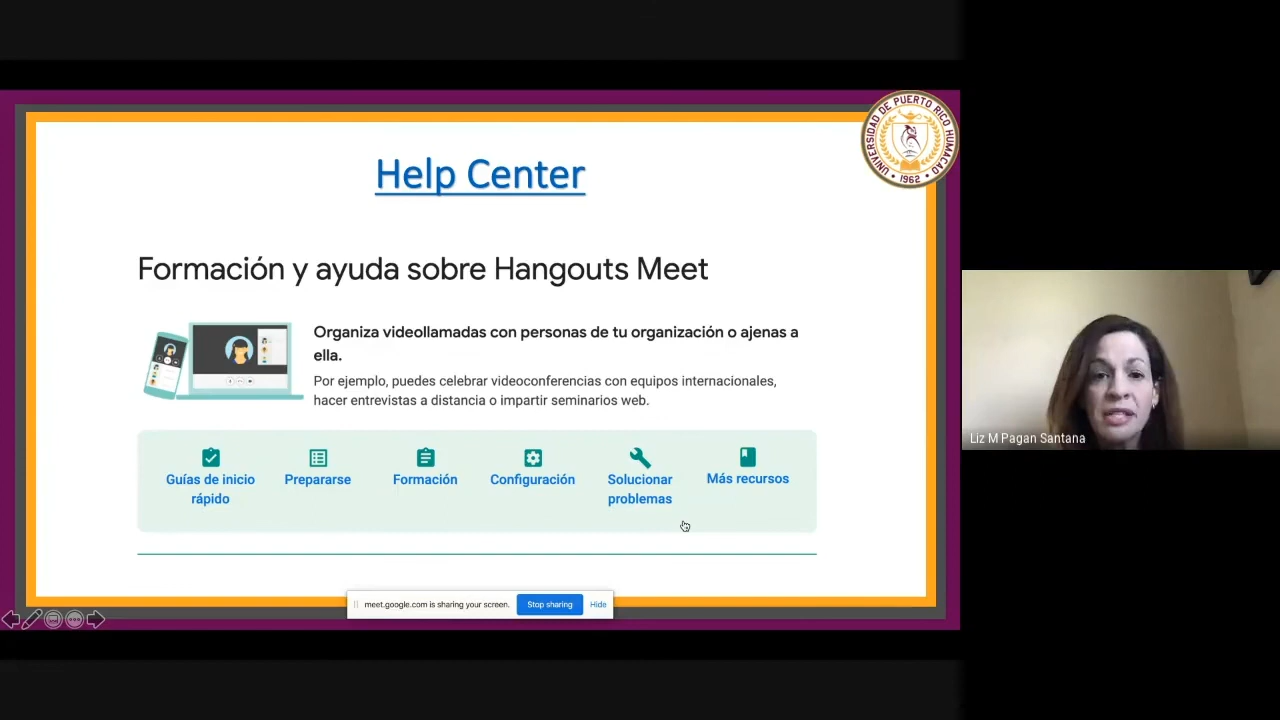 Help Center
UNIVERSIDAD DE PUERTO RICO HUMACAO
• 1962 •
Formación y ayuda sobre Hangouts Meet
Organiza videollamadas con personas de tu organización o ajenas a
ella.
Por ejemplo, puedes celebrar videoconferencias con equipos internacionales,
hacer entrevistas a distancia o impartir seminarios web.
Guías de inicio
rápido
Prepararse
Formación
Configuración
Solucionar
problemas
Más recursos
meet.google.com is sharing your screen.
Stop sharing
Hide
Liz M Pagan Santana